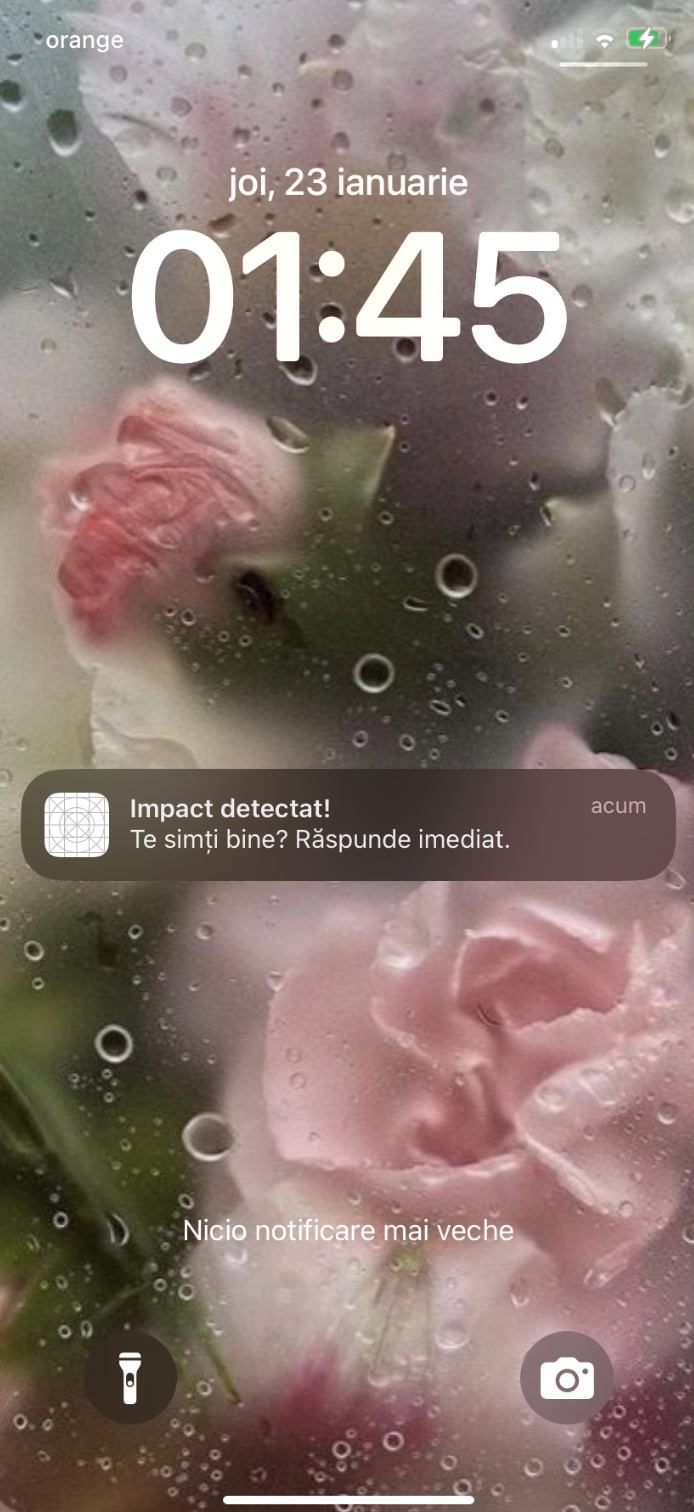 orange
joi, 23 ianuarie
01:45
Impact detectat!
acum
Te simți bine? Răspunde imediat.
Nicio notificare mai veche